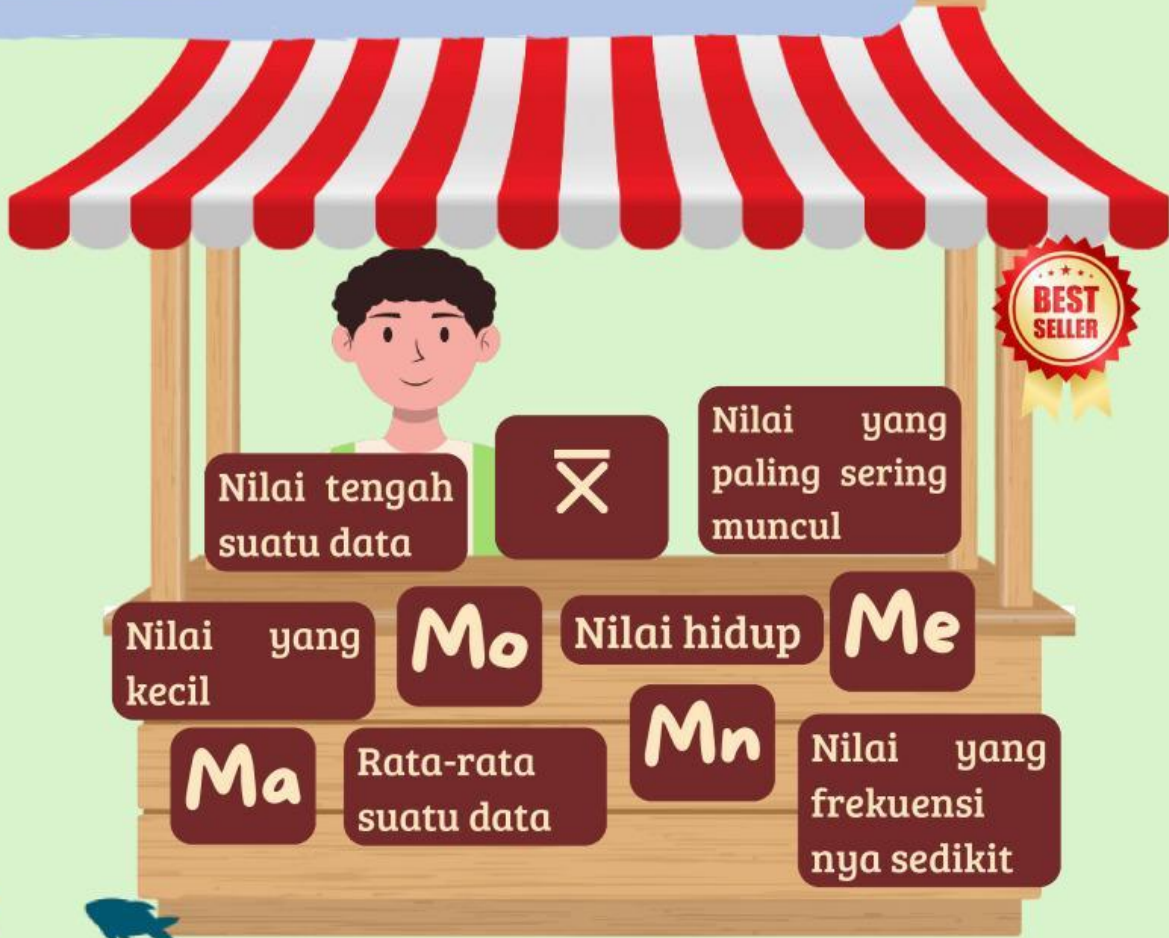 BEST
SELLER
Nilai tengah
suatu data
x̄
Nilai yang
paling sering
muncul
Nilai yang
kecil
Mo
Nilai hidup
Me
Ma
Rata-rata
suatu data
Mn
Nilai yang
frekuensi
nya sedikit